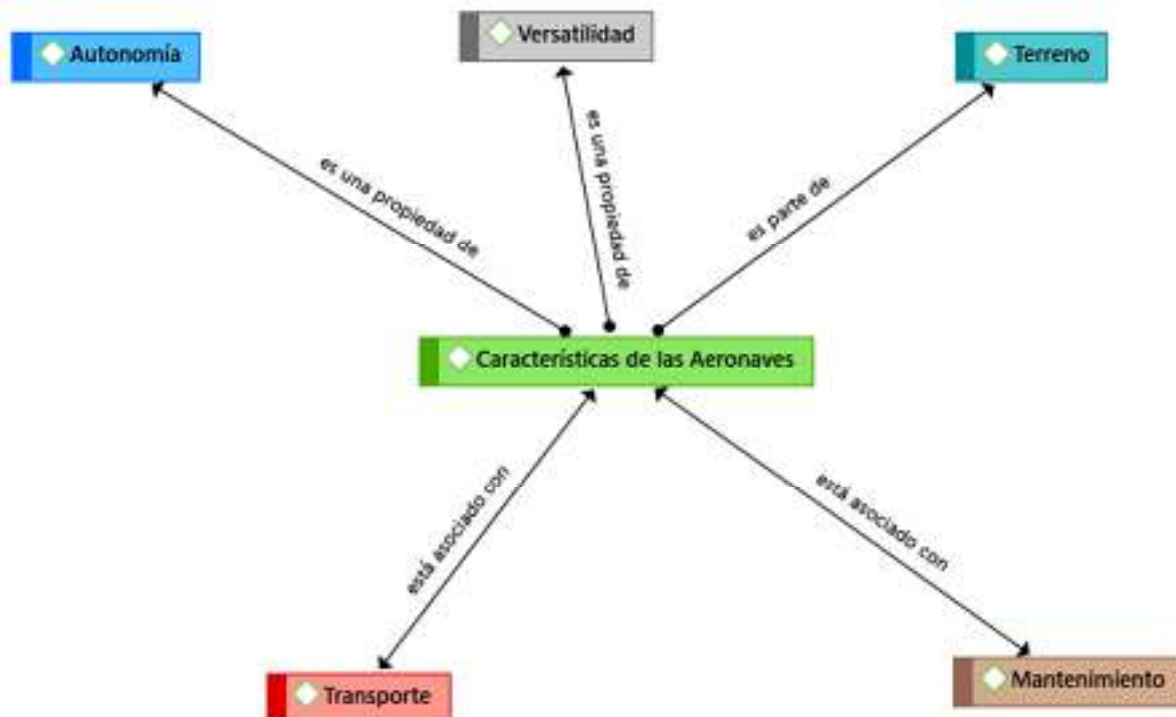 Autonomía
Versatilidad
Terreno
es una propiedad de
es una propiedad de
es parte de
Características de las Aeronaves
está asociado con
está asociado con
Transporte
Mantenimiento